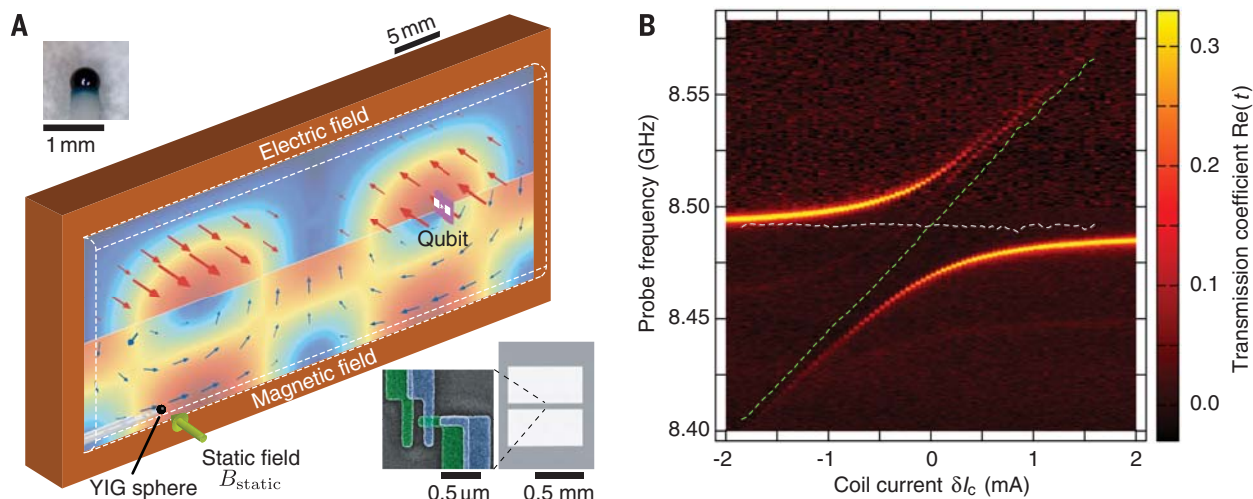 A
1 mm
5 mm
Electric field
Qubit
Magnetic field
YIG sphere
Static field
B_static
0.5 μm
0.5 mm
B
Probe frequency (GHz)
8.55
8.50
8.45
8.40
-2
-1
0
1
2
Coil current δI_c (mA)
0.3
0.2
0.1
0.0
Transmission coefficient Re(t)